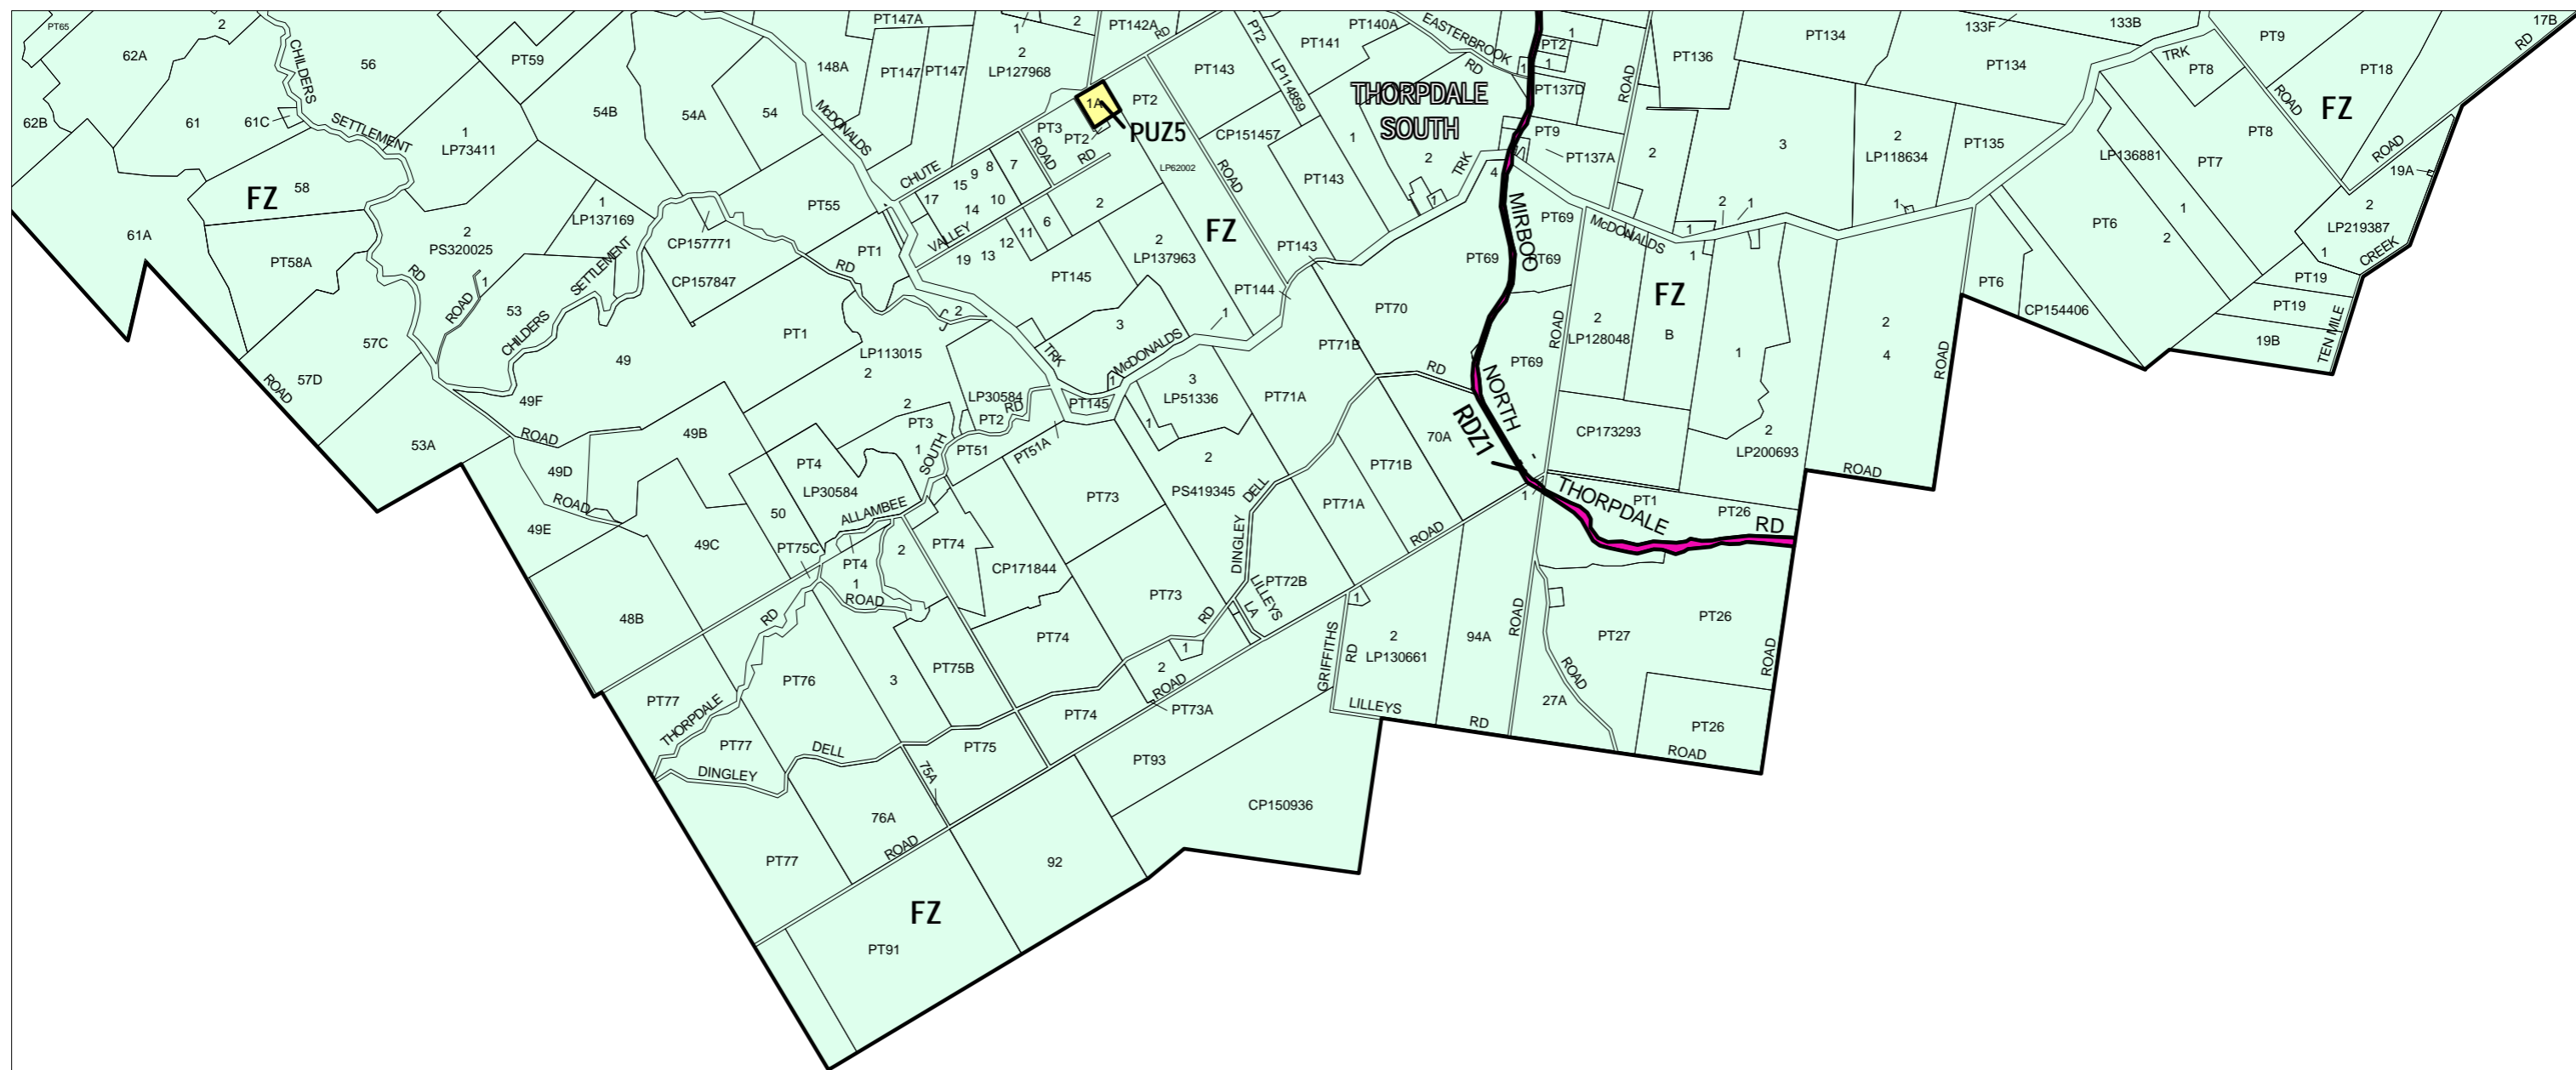 PT65
62A
2
CHILDERS
56
PT59
54B
54A
54
148A
PT147A
PT147
PT147
1
2
2
LP127968
PT142A
RD
PT2
PT143
PT2
LP114859
PT141
PT140A
EASTERBROOK
RD
1
PT2
1
1
PT137D
ROAD
PT136
PT134
133F
133B
PT134
TRK
PT8
PT9
ROAD
PT18
FZ
17B
RD
62B
61
61C
SETTLEMENT
1
LP73411
McDONALDS
1A
PUZ5
THORPDALE
SOUTH
CHUTE
PT3
PT2
ROAD
RD
LP62002
CP151457
ROAD
1
2
PT143
TRK
1
4
PT9
PT137A
2
3
2
LP118634
PT135
LP136881
PT7
PT8
ROAD
19A
58
FZ
61A
PT58A
2
PS320025
1
LP137169
CP157771
PT55
17
15
9
8
7
14
10
VALLEY
12
11
6
19
13
2
FZ
2
LP137963
PT143
PT144
PT145
MIRBOO
PT69
PT69
PT69
McDONALDS
2
1
1
1
1
FZ
PT6
1
2
2
LP219387
1
CREEK
PT19
PT19
19B
TEN MILE
RD
ROAD
1
53
SETTLEMENT
CHILDERS
CP157847
RD
PT1
PT1
2
LP113015
2
3
1
TRK
McDONALDS
1
PT70
PT71B
RD
ROAD
PT69
2
LP128048
B
1
2
4
ROAD
PT6
CP154406
57C
57D
ROAD
49
49F
ROAD
53A
49B
49D
ROAD
49E
49C
48B
LP30584
RD
PT2
PT145
2
PT3
1
SOUTH
PT51
PT51A
PT4
LP30584
50
PT75C
ALLAMBEE
PT4
1
2
ROAD
PT74
CP171844
PT73
PT73
3
LP51336
1
2
PS419345
PT71A
PT71A
PT71B
70A
DELL
DINGLEY
PT72B
LILLEYS
LA
RD
ROAD
NORTH
RDZ1
-
1
THORPDALE
RD
PT1
PT26
CP173293
2
LP200693
ROAD
PT77
THORPDALE
RD
PT76
3
PT75B
PT74
PT74
1
2
ROAD
PT73A
1
GRIFFITHS
RD
2
LP130661
LILLEYS
RD
94A
ROAD
ROAD
27A
PT27
PT26
PT26
ROAD
ROAD
PT77
DINGLEY
DELL
75A
PT75
PT93
CP150936
76A
PT77
ROAD
92
FZ
PT91